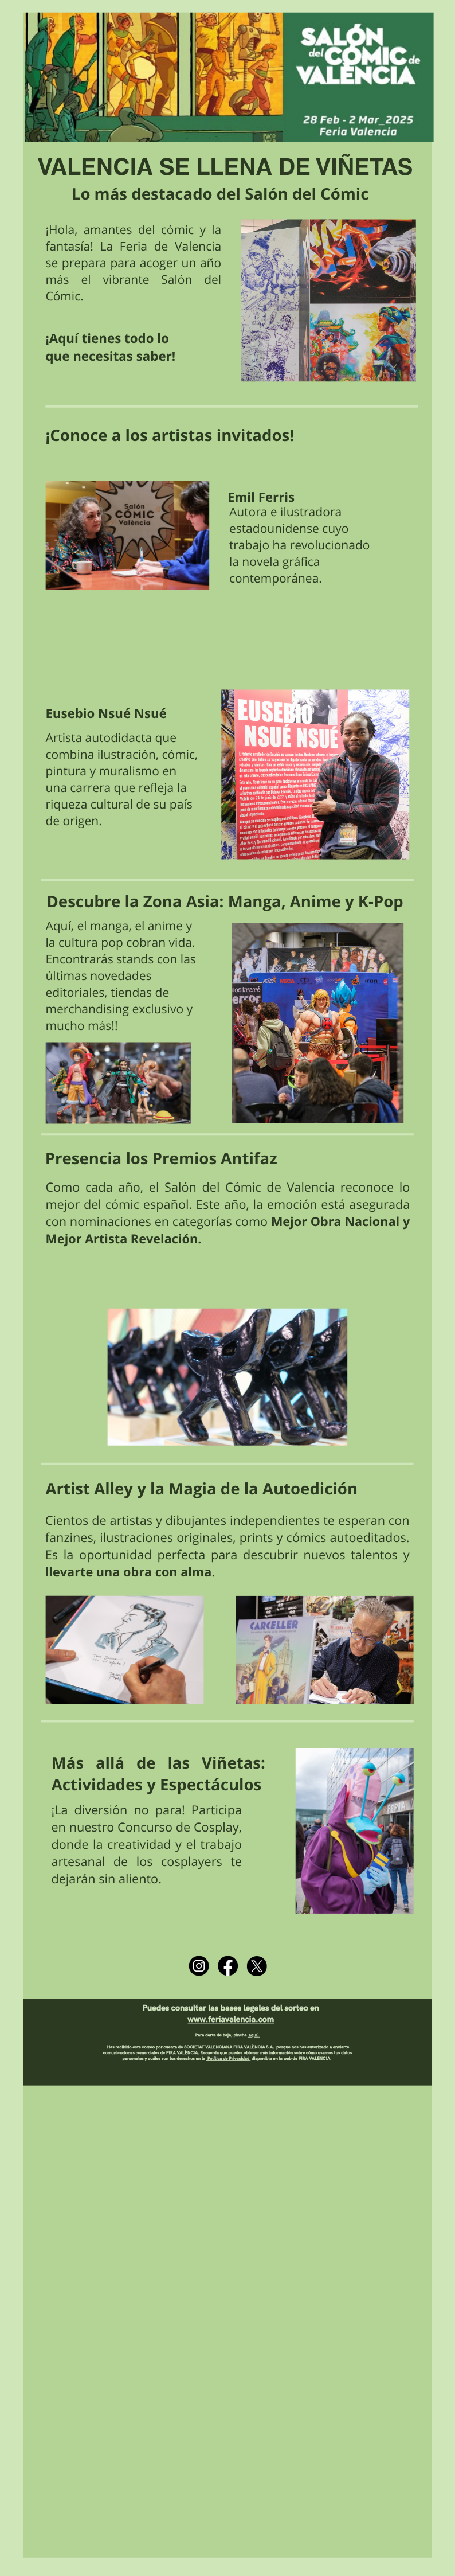 SALÓN
del CÓMIC de
VALÈNCIA
28 Feb - 2 Mar_2025
Feria Valencia
VALENCIA SE LLENA DE VIÑETAS
Lo más destacado del Salón del Cómic
¡Hola, amantes del cómic y la
fantasía! La Feria de Valencia
se prepara para acoger un año
más el vibrante Salón del
Cómic.
¡Aquí tienes todo lo
que necesitas saber!
¡Conoce a los artistas invitados!
Salón
CÓMIC
València
Emil Ferris
Autora e ilustradora
estadounidense cuyo
trabajo ha revolucionado
la novela gráfica
contemporánea.
Eusebio Nsué Nsué
Artista autodidacta que
combina ilustración, cómic,
pintura y muralismo en
una carrera que refleja la
riqueza cultural de su país
de origen.
EUSEBIO
NSUÉ NSUÉ
Descubre la Zona Asia: Manga, Anime y K-Pop
Aquí, el manga, el anime y
la cultura pop cobran vida.
Encontrarás stands con las
últimas novedades
editoriales, tiendas de
merchandising exclusivo y
mucho más!!
Presencia los Premios Antifaz
Como cada año, el Salón del Cómic de Valencia reconoce lo
mejor del cómic español. Este año, la emoción está asegurada
con nominaciones en categorías como Mejor Obra Nacional y
Mejor Artista Revelación.
Artist Alley y la Magia de la Autoedición
Cientos de artistas y dibujantes independientes te esperan con
fanzines, ilustraciones originales, prints y cómics autoeditados.
Es la oportunidad perfecta para descubrir nuevos talentos y
llevarte una obra con alma.
CARCELLER
Más allá de las Viñetas:
Actividades y Espectáculos
¡La diversión no para! Participa
en nuestro Concurso de Cosplay,
donde la creatividad y el trabajo
artesanal de los cosplayers te
dejarán sin aliento.
Puedes consultar las bases legales del sorteo en
www.feriavalencia.com
Para darte de baja, pincha aquí.
Has recibido este correo por cuenta de SOCIETAT VALENCIANA FIRA VALÈNCIA S.A. porque nos has autorizado a enviarte
comunicaciones comerciales de FIRA VALÈNCIA. Recuerda que puedes obtener más información sobre cómo usamos tus datos
personales y cuáles son tus derechos en la Política de Privacidad disponible en la web de FIRA VALÈNCIA.